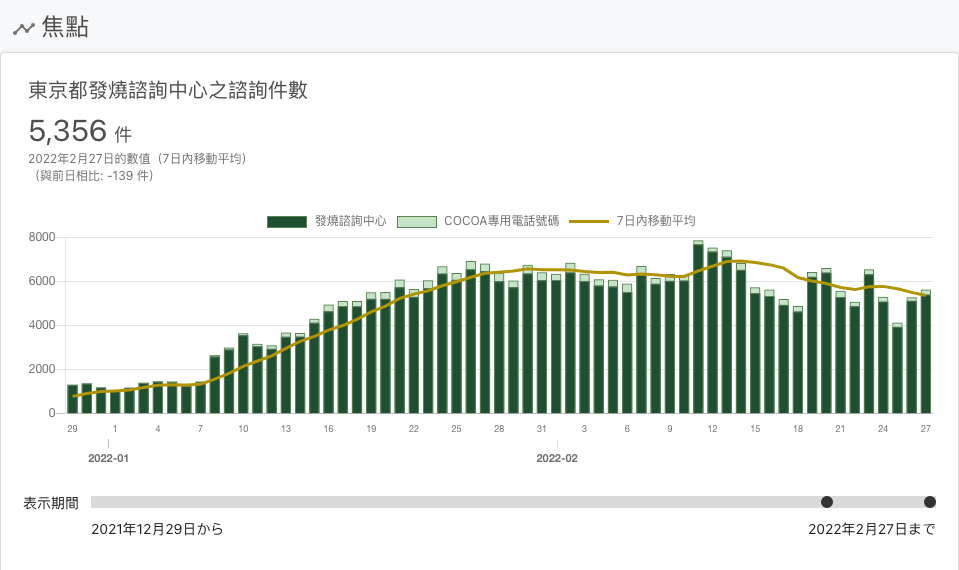 焦點
東京都發燒諮詢中心之諮詢件數
5,356 件
2022年2月27日的數值（7日內移動平均）
（與前日相比: -139 件）
發燒諮詢中心 COCOA專用電話號碼 7日內移動平均
8000
6000
4000
2000
0
29 1 4 7 10 13 16 19 22 25 28 31 3 6 9 12 15 18 21 24 27
2022-01 2022-02
表示期間
2021年12月29日から 2022年2月27日まで